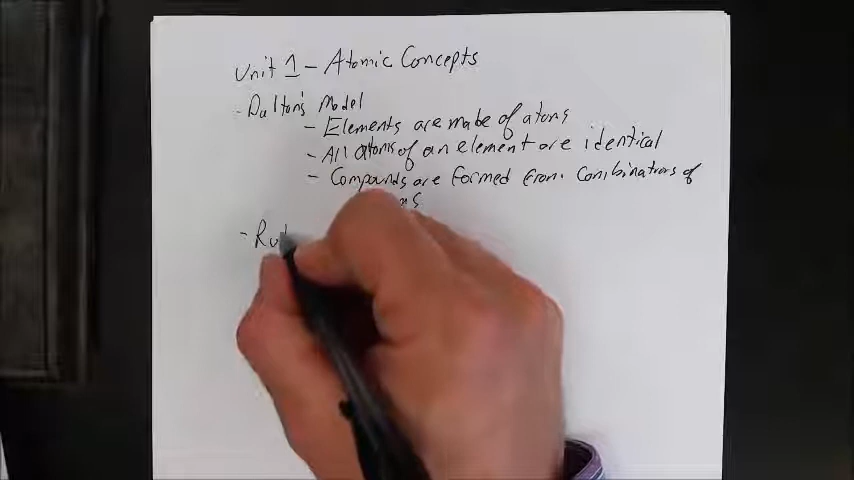 Unit 1 - Atomic Concepts
- Dalton's Model
- Elements are made of atoms
- All atoms of an element are identical
- Compounds are formed from combinations of
- Ru